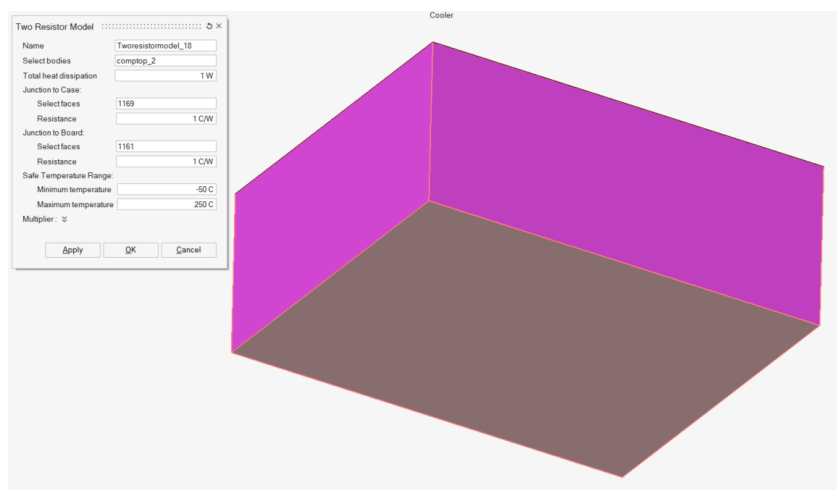 Cooler
Two Resistor Model
Name Tworesistormodel_18
Select bodies comptop_2
Total heat dissipation 1 W
Junction to Case:
Select faces 1169
Resistance 1 C/W
Junction to Board:
Select faces 1161
Resistance 1 C/W
Safe Temperature Range:
Minimum temperature -50 C
Maximum temperature 250 C
Multiplier :
Apply OK Cancel